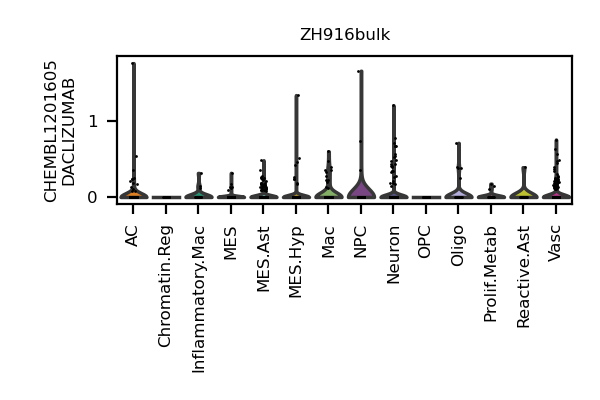 ZH916bulk
CHEMBL1201605
DACLIZUMAB
1
0
AC
Chromatin.Reg
Inflammatory.Mac
MES
MES.Ast
MES.Hyp
Mac
NPC
Neuron
OPC
Oligo
Prolif.Metab
Reactive.Ast
Vasc